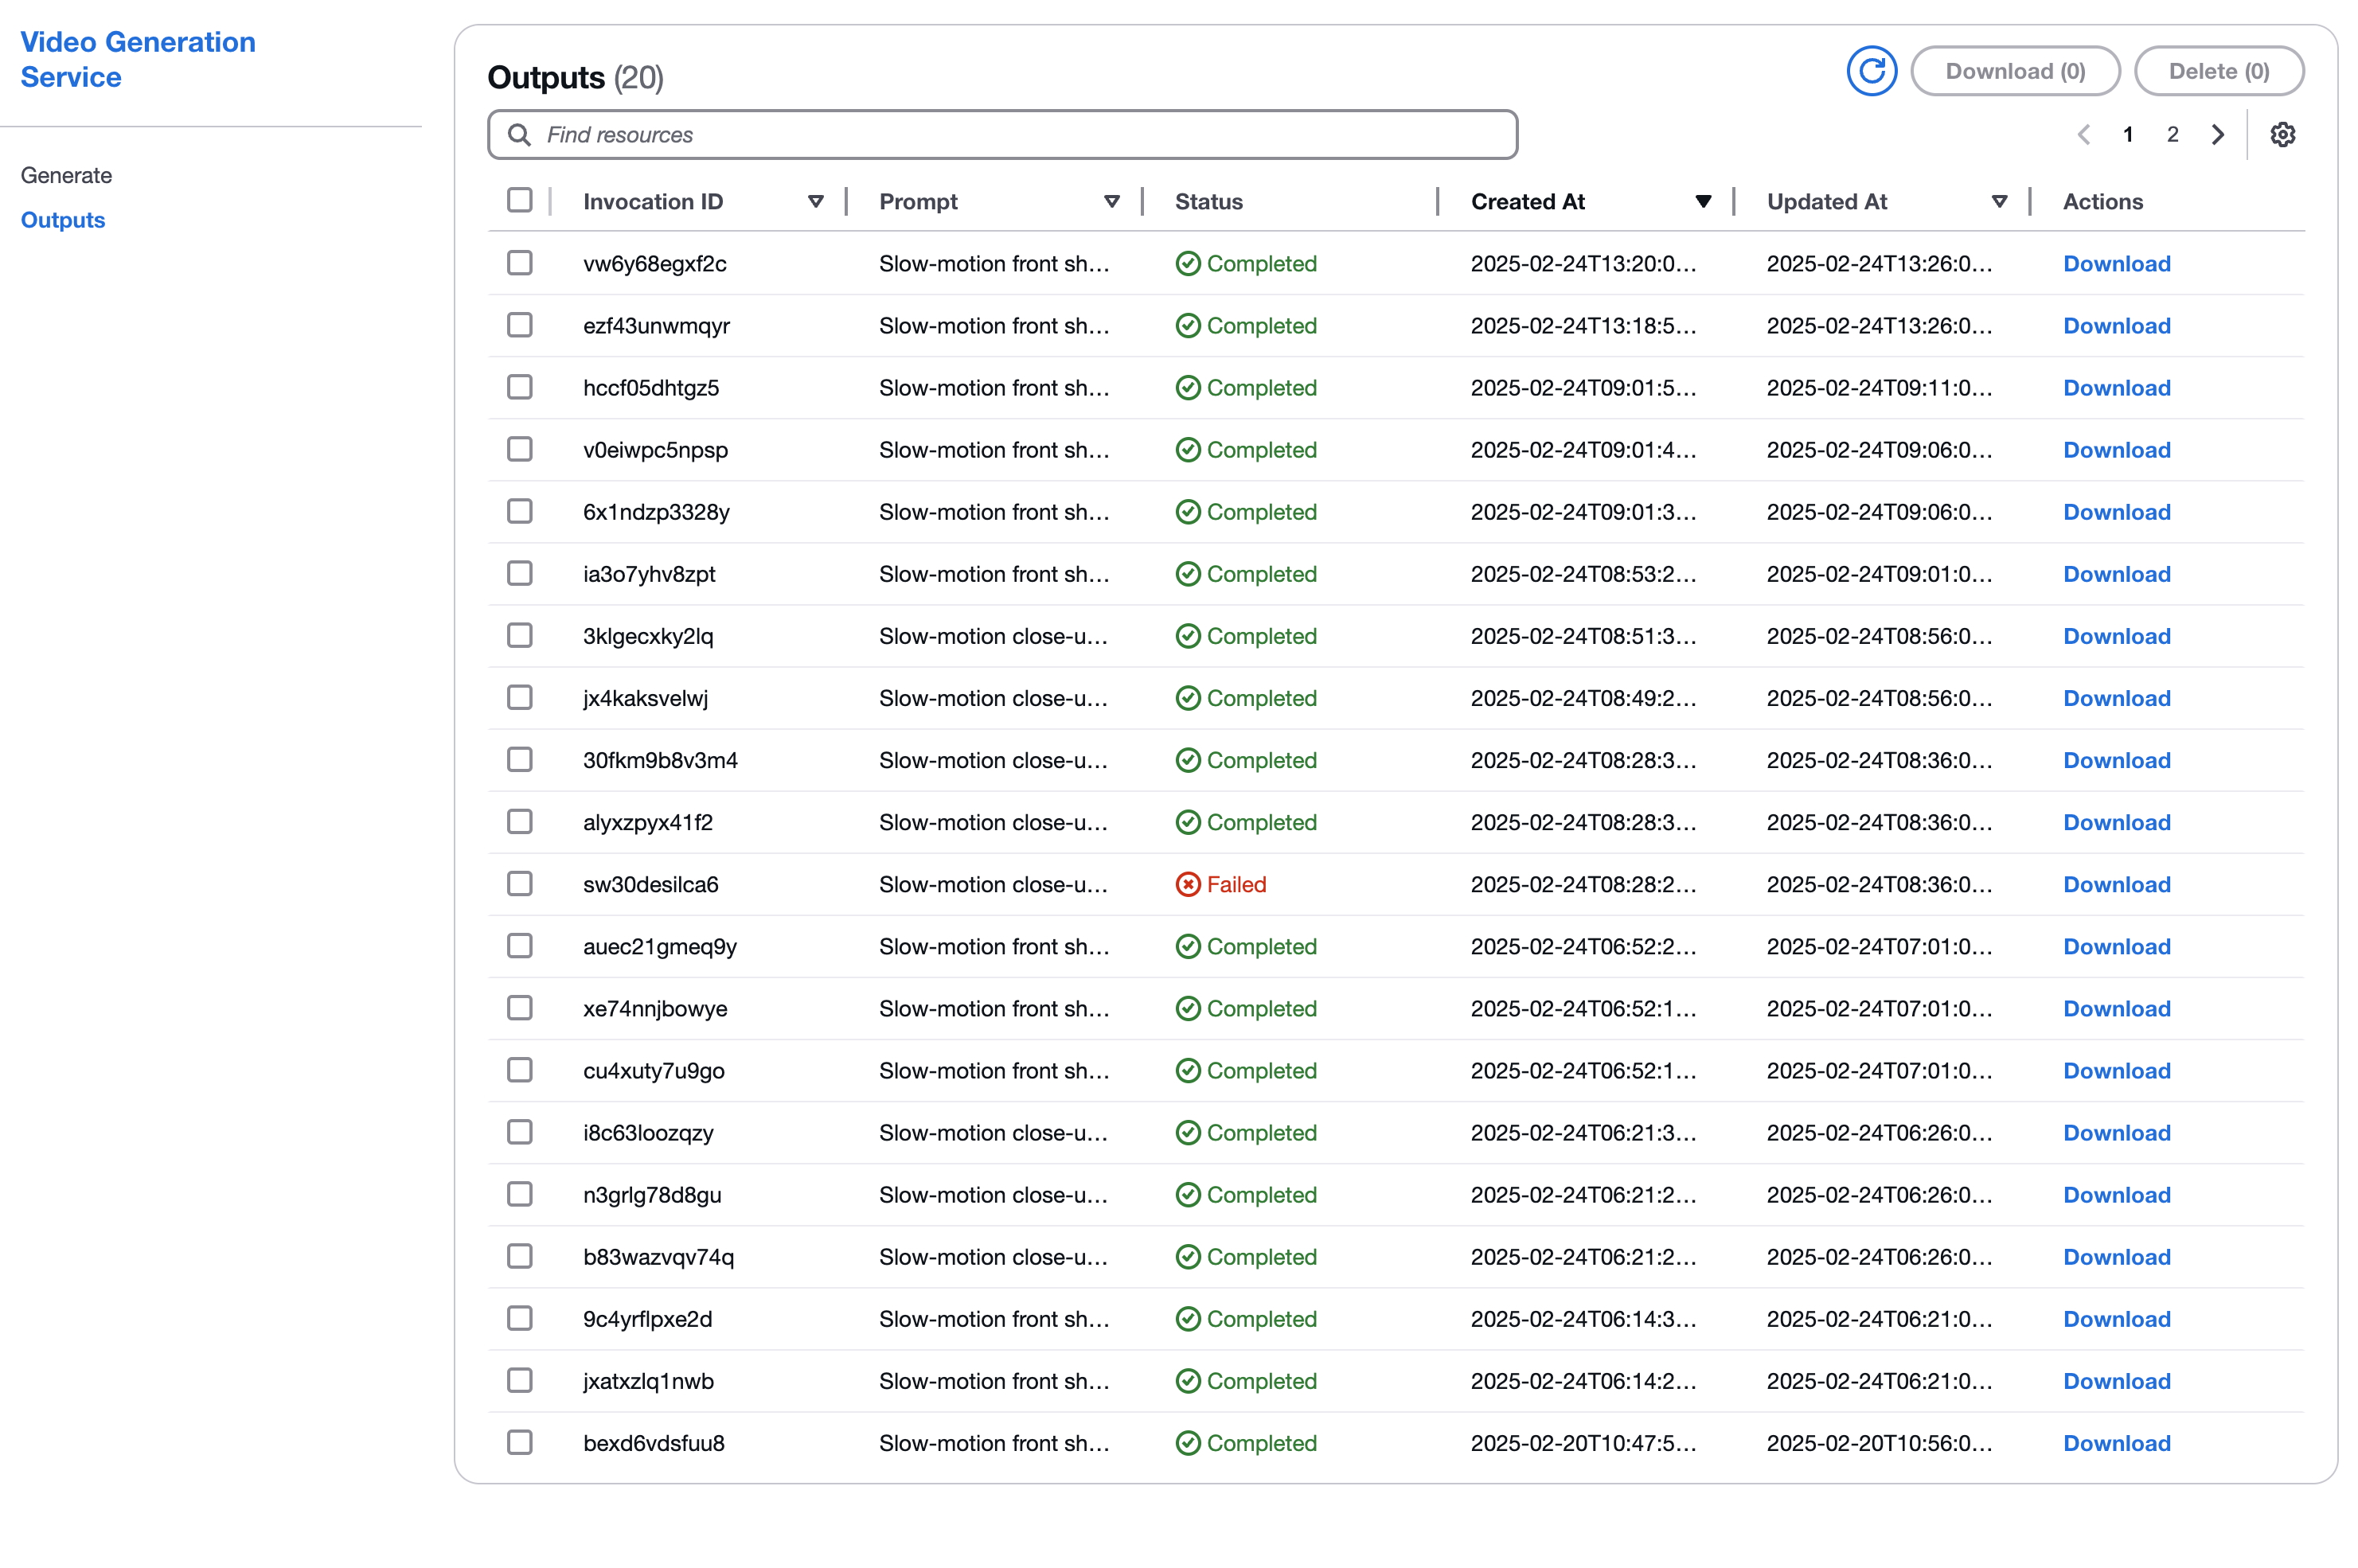 Video Generation
Service
Generate
Outputs
Outputs (20)
Download (0) Delete (0)
Find resources
1 2
Invocation ID Prompt Status Created At Updated At Actions
vw6y68egxf2c Slow-motion front sh... Completed 2025-02-24T13:20:0... 2025-02-24T13:26:0... Download
ezf43unwmqyr Slow-motion front sh... Completed 2025-02-24T13:18:5... 2025-02-24T13:26:0... Download
hccf05dhtgz5 Slow-motion front sh... Completed 2025-02-24T09:01:5... 2025-02-24T09:11:0... Download
v0eiwpc5npsp Slow-motion front sh... Completed 2025-02-24T09:01:4... 2025-02-24T09:06:0... Download
6x1ndzp3328y Slow-motion front sh... Completed 2025-02-24T09:01:3... 2025-02-24T09:06:0... Download
ia3o7yhv8zpt Slow-motion front sh... Completed 2025-02-24T08:53:2... 2025-02-24T09:01:0... Download
3klgecxky2lq Slow-motion close-u... Completed 2025-02-24T08:51:3... 2025-02-24T08:56:0... Download
jx4kaksvelwj Slow-motion close-u... Completed 2025-02-24T08:49:2... 2025-02-24T08:56:0... Download
30fkm9b8v3m4 Slow-motion close-u... Completed 2025-02-24T08:28:3... 2025-02-24T08:36:0... Download
alyxzpyx41f2 Slow-motion close-u... Completed 2025-02-24T08:28:3... 2025-02-24T08:36:0... Download
sw30desilca6 Slow-motion close-u... Failed 2025-02-24T08:28:2... 2025-02-24T08:36:0... Download
auec21gmeq9y Slow-motion front sh... Completed 2025-02-24T06:52:2... 2025-02-24T07:01:0... Download
xe74nnjbowye Slow-motion front sh... Completed 2025-02-24T06:52:1... 2025-02-24T07:01:0... Download
cu4xuty7u9go Slow-motion front sh... Completed 2025-02-24T06:52:1... 2025-02-24T07:01:0... Download
i8c63loozqzy Slow-motion close-u... Completed 2025-02-24T06:21:3... 2025-02-24T06:26:0... Download
n3grlg78d8gu Slow-motion close-u... Completed 2025-02-24T06:21:2... 2025-02-24T06:26:0... Download
b83wazvqv74q Slow-motion close-u... Completed 2025-02-24T06:21:2... 2025-02-24T06:26:0... Download
9c4yrflpxe2d Slow-motion front sh... Completed 2025-02-24T06:14:3... 2025-02-24T06:21:0... Download
jxatxzlq1nwb Slow-motion front sh... Completed 2025-02-24T06:14:2... 2025-02-24T06:21:0... Download
bexd6vdsfuu8 Slow-motion front sh... Completed 2025-02-20T10:47:5... 2025-02-20T10:56:0... Download